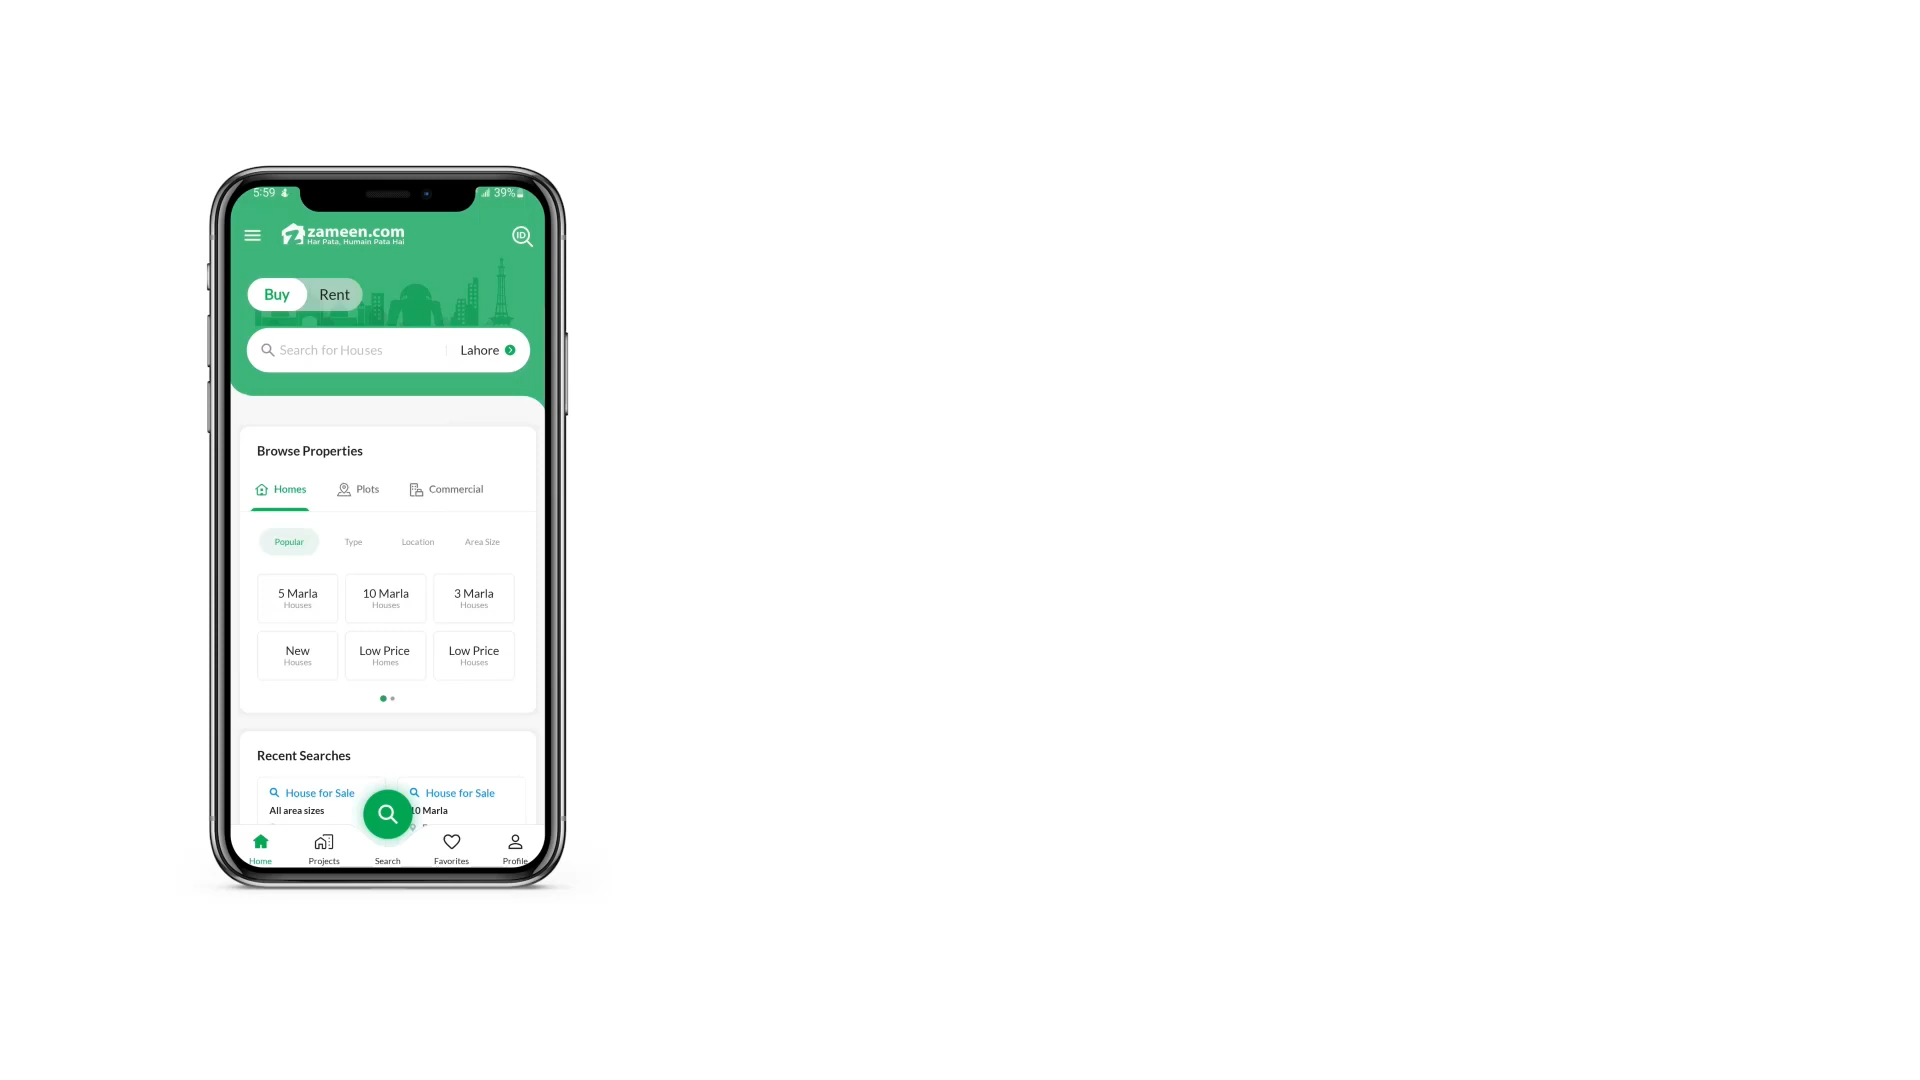 5:59
39%
zameen.com
Har Pata, Humain Pata Hai
ID
Buy Rent
Search for Houses
Lahore
Browse Properties
Homes Plots Commercial
Popular Type Location Area Size
5 Marla 10 Marla 3 Marla
Houses Houses Houses
New Low Price Low Price
Houses Homes Houses
Recent Searches
House for Sale House for Sale
All area sizes 10 Marla
Home Projects Search Favorites Profile